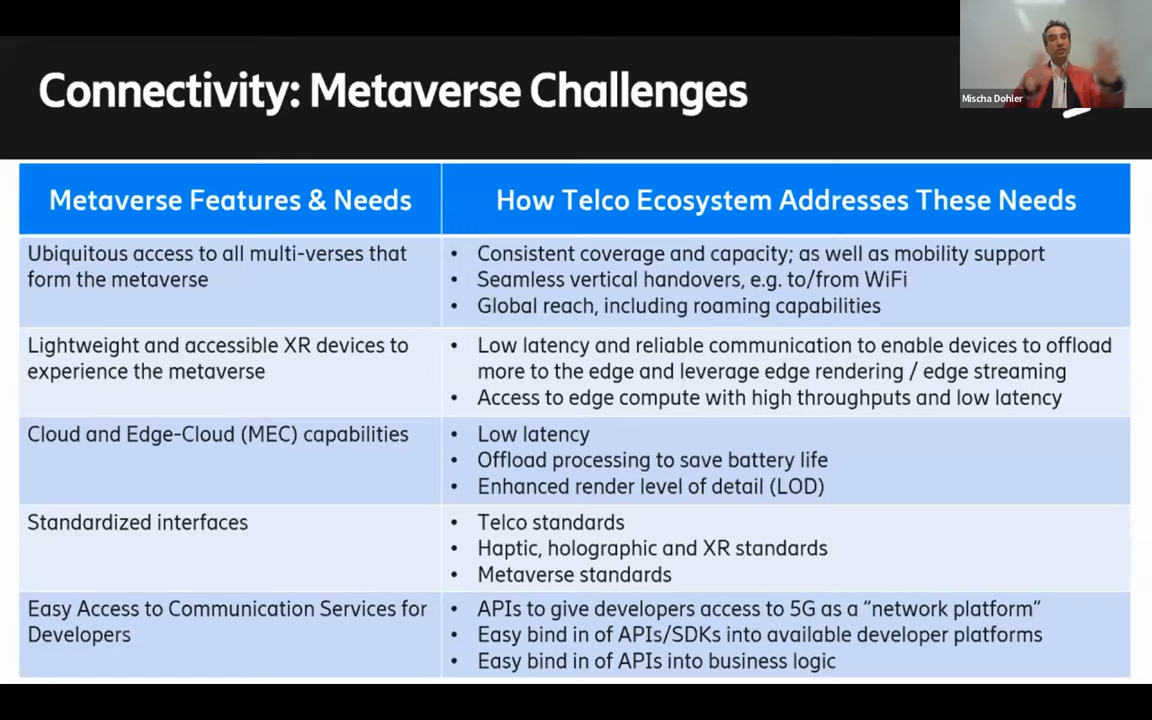 Connectivity: Metaverse Challenges
Mischa Dohler
Metaverse Features & Needs
How Telco Ecosystem Addresses These Needs
Ubiquitous access to all multi-verses that
form the metaverse
• Consistent coverage and capacity; as well as mobility support
• Seamless vertical handovers, e.g. to/from WiFi
• Global reach, including roaming capabilities
Lightweight and accessible XR devices to
experience the metaverse
• Low latency and reliable communication to enable devices to offload
more to the edge and leverage edge rendering / edge streaming
• Access to edge compute with high throughputs and low latency
Cloud and Edge-Cloud (MEC) capabilities
• Low latency
• Offload processing to save battery life
• Enhanced render level of detail (LOD)
Standardized interfaces
• Telco standards
• Haptic, holographic and XR standards
• Metaverse standards
Easy Access to Communication Services for
Developers
• APIs to give developers access to 5G as a “network platform“
• Easy bind in of APIs/SDKs into available developer platforms
• Easy bind in of APIs into business logic